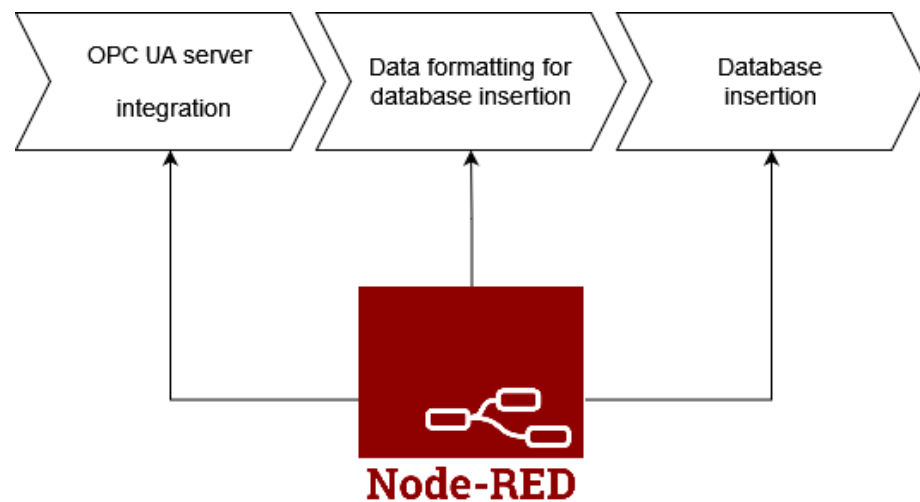 OPC UA server
integration
Data formatting for
database insertion
Database
insertion
Node-RED